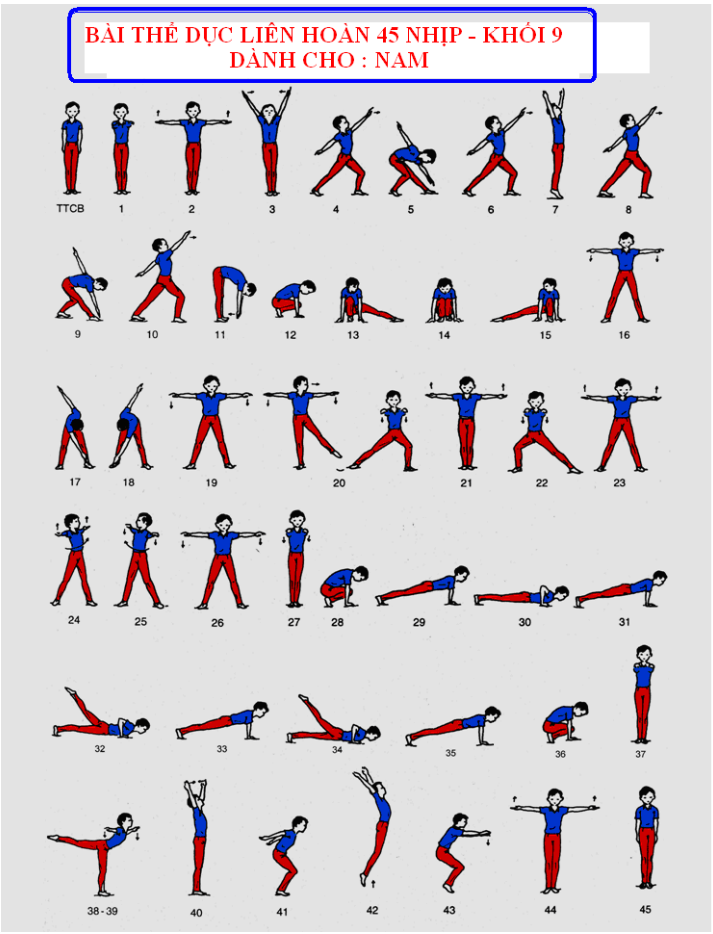 BÀI THỂ DỤC LIÊN HOÀN 45 NHỊP - KHỐI 9
DÀNH CHO : NAM
TTCB 1 2 3 4 5 6 7 8
9 10 11 12 13 14 15 16
17 18 19 20 21 22 23
24 25 26 27 28 29 30 31
32 33 34 35 36 37
38 - 39 40 41 42 43 44 45